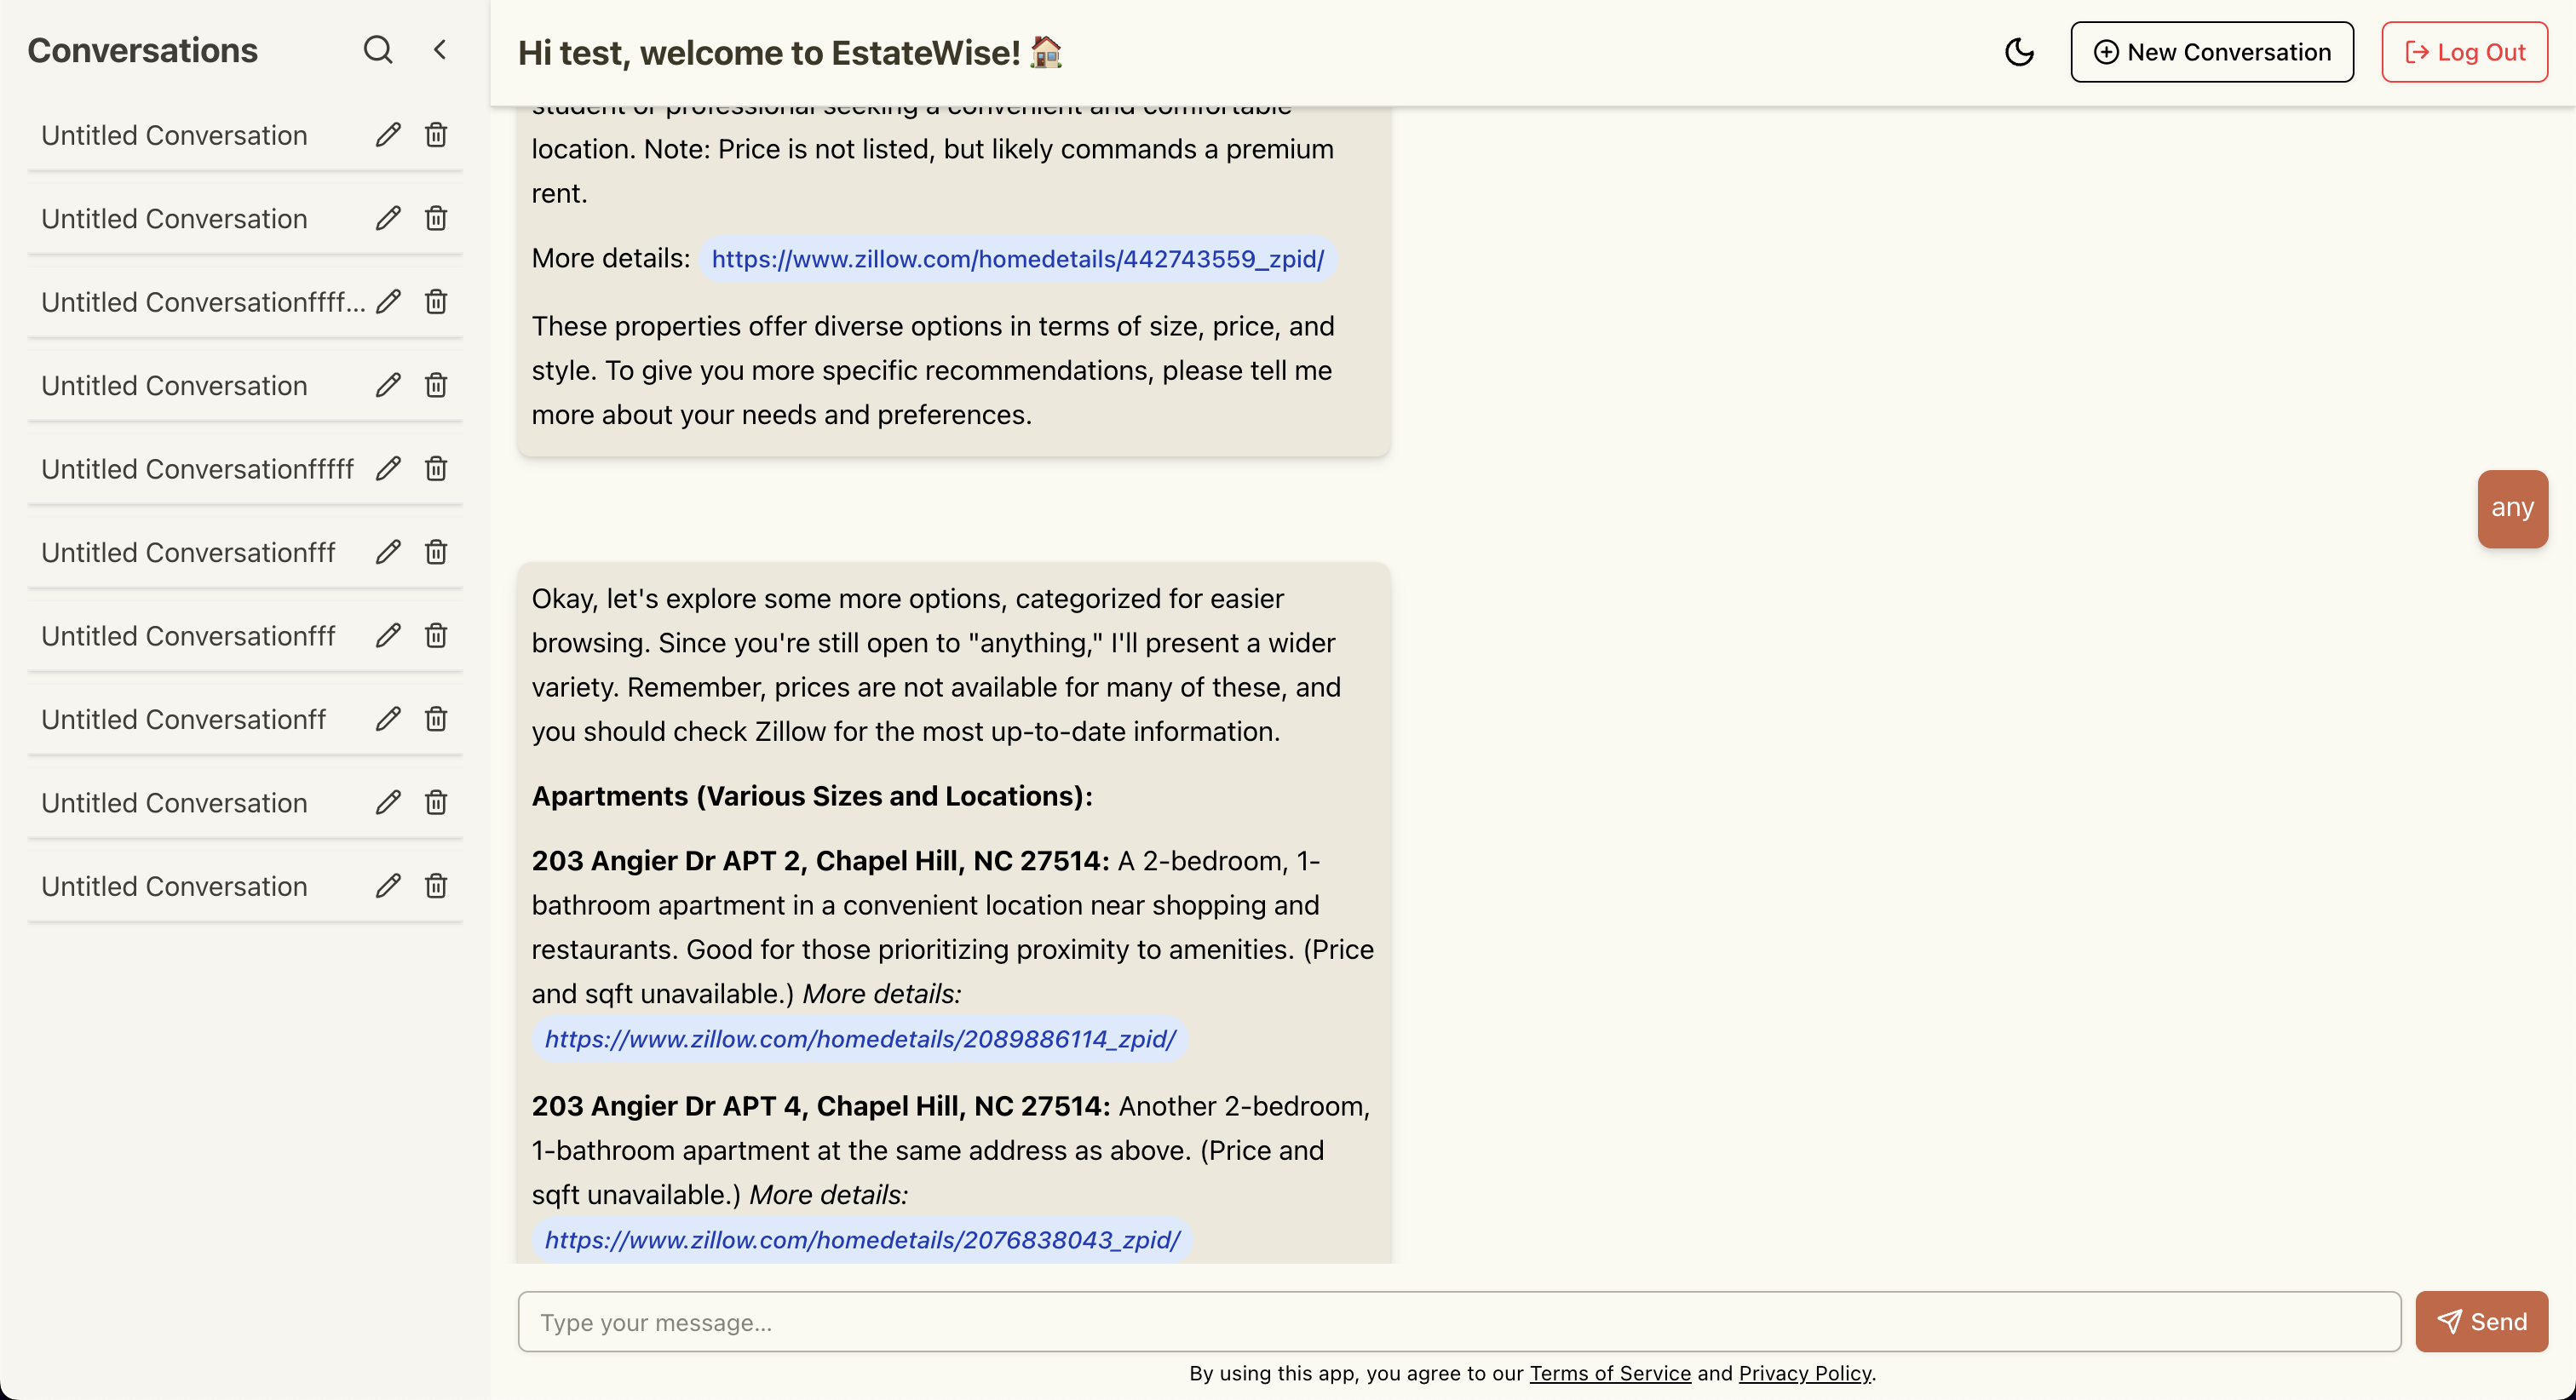 Conversations
Untitled Conversation
Untitled Conversation
Untitled Conversationffff...
Untitled Conversation
Untitled Conversationfffff
Untitled Conversationfff
Untitled Conversationfff
Untitled Conversationff
Untitled Conversation
Untitled Conversation
Hi test, welcome to EstateWise! 🏠
New Conversation
Log Out
student or professional seeking a convenient and comfortable
location. Note: Price is not listed, but likely commands a premium
rent.
More details: https://www.zillow.com/homedetails/442743559_zpid/
These properties offer diverse options in terms of size, price, and
style. To give you more specific recommendations, please tell me
more about your needs and preferences.
any
Okay, let's explore some more options, categorized for easier
browsing. Since you're still open to "anything," I'll present a wider
variety. Remember, prices are not available for many of these, and
you should check Zillow for the most up-to-date information.
Apartments (Various Sizes and Locations):
203 Angier Dr APT 2, Chapel Hill, NC 27514: A 2-bedroom, 1-
bathroom apartment in a convenient location near shopping and
restaurants. Good for those prioritizing proximity to amenities. (Price
and sqft unavailable.) More details:
https://www.zillow.com/homedetails/2089886114_zpid/
203 Angier Dr APT 4, Chapel Hill, NC 27514: Another 2-bedroom,
1-bathroom apartment at the same address as above. (Price and
sqft unavailable.) More details:
https://www.zillow.com/homedetails/2076838043_zpid/
Type your message...
Send
By using this app, you agree to our Terms of Service and Privacy Policy.